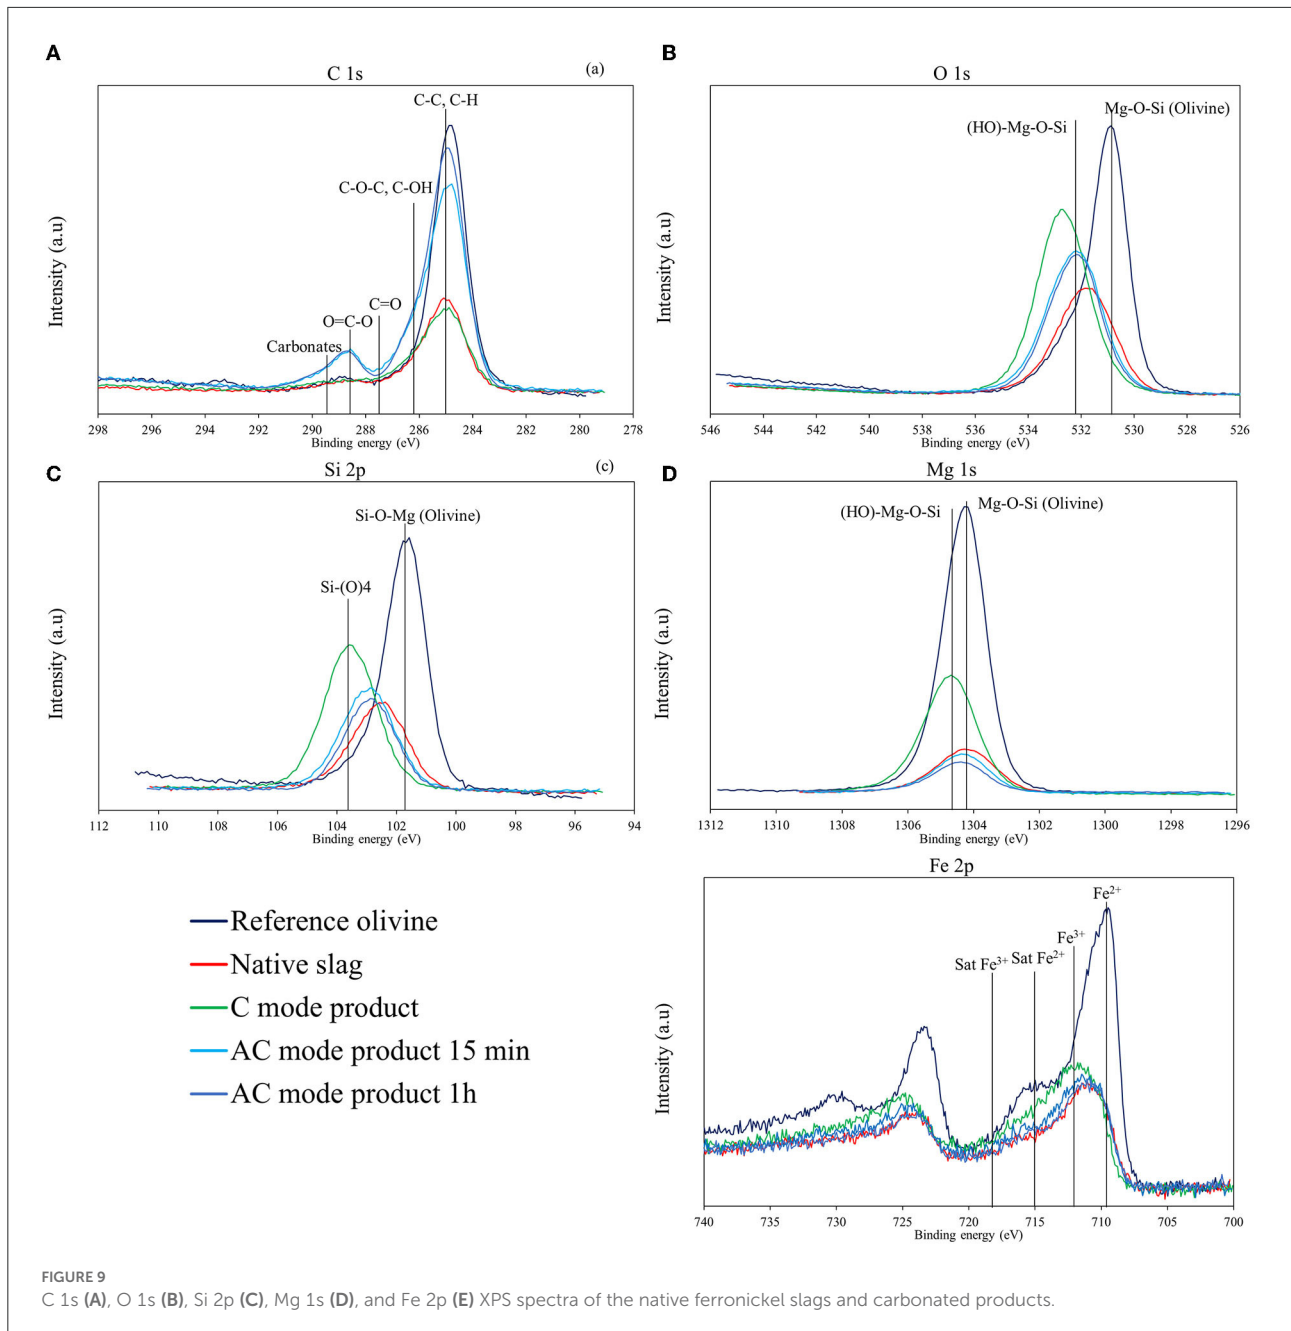 A
C 1s
(a)
C-C, C-H
C-O-C, C-OH
C=O
O=C-O
Carbonates
Intensity (a.u)
298 296 294 292 290 288 286 284 282 280 278
Binding energy (eV)
B
O 1s
Mg-O-Si (Olivine)
(HO)-Mg-O-Si
Intensity (a.u)
546 544 542 540 538 536 534 532 530 528 526
Binding energy (eV)
C
Si 2p
(c)
Si-O-Mg (Olivine)
Si-(O)4
Intensity (a.u)
112 110 108 106 104 102 100 98 96 94
Binding energy (eV)
D
Mg 1s
Mg-O-Si (Olivine)
(HO)-Mg-O-Si
Intensity (a.u)
1312 1310 1308 1306 1304 1302 1300 1298 1296
Binding energy (eV)
Reference olivine
Native slag
C mode product
AC mode product 15 min
AC mode product 1h
Fe 2p
Fe²⁺
Fe³⁺
Sat Fe³⁺ Sat Fe²⁺
Intensity (a.u)
740 735 730 725 720 715 710 705 700
Binding energy (eV)
FIGURE 9
C 1s (A), O 1s (B), Si 2p (C), Mg 1s (D), and Fe 2p (E) XPS spectra of the native ferronickel slags and carbonated products.